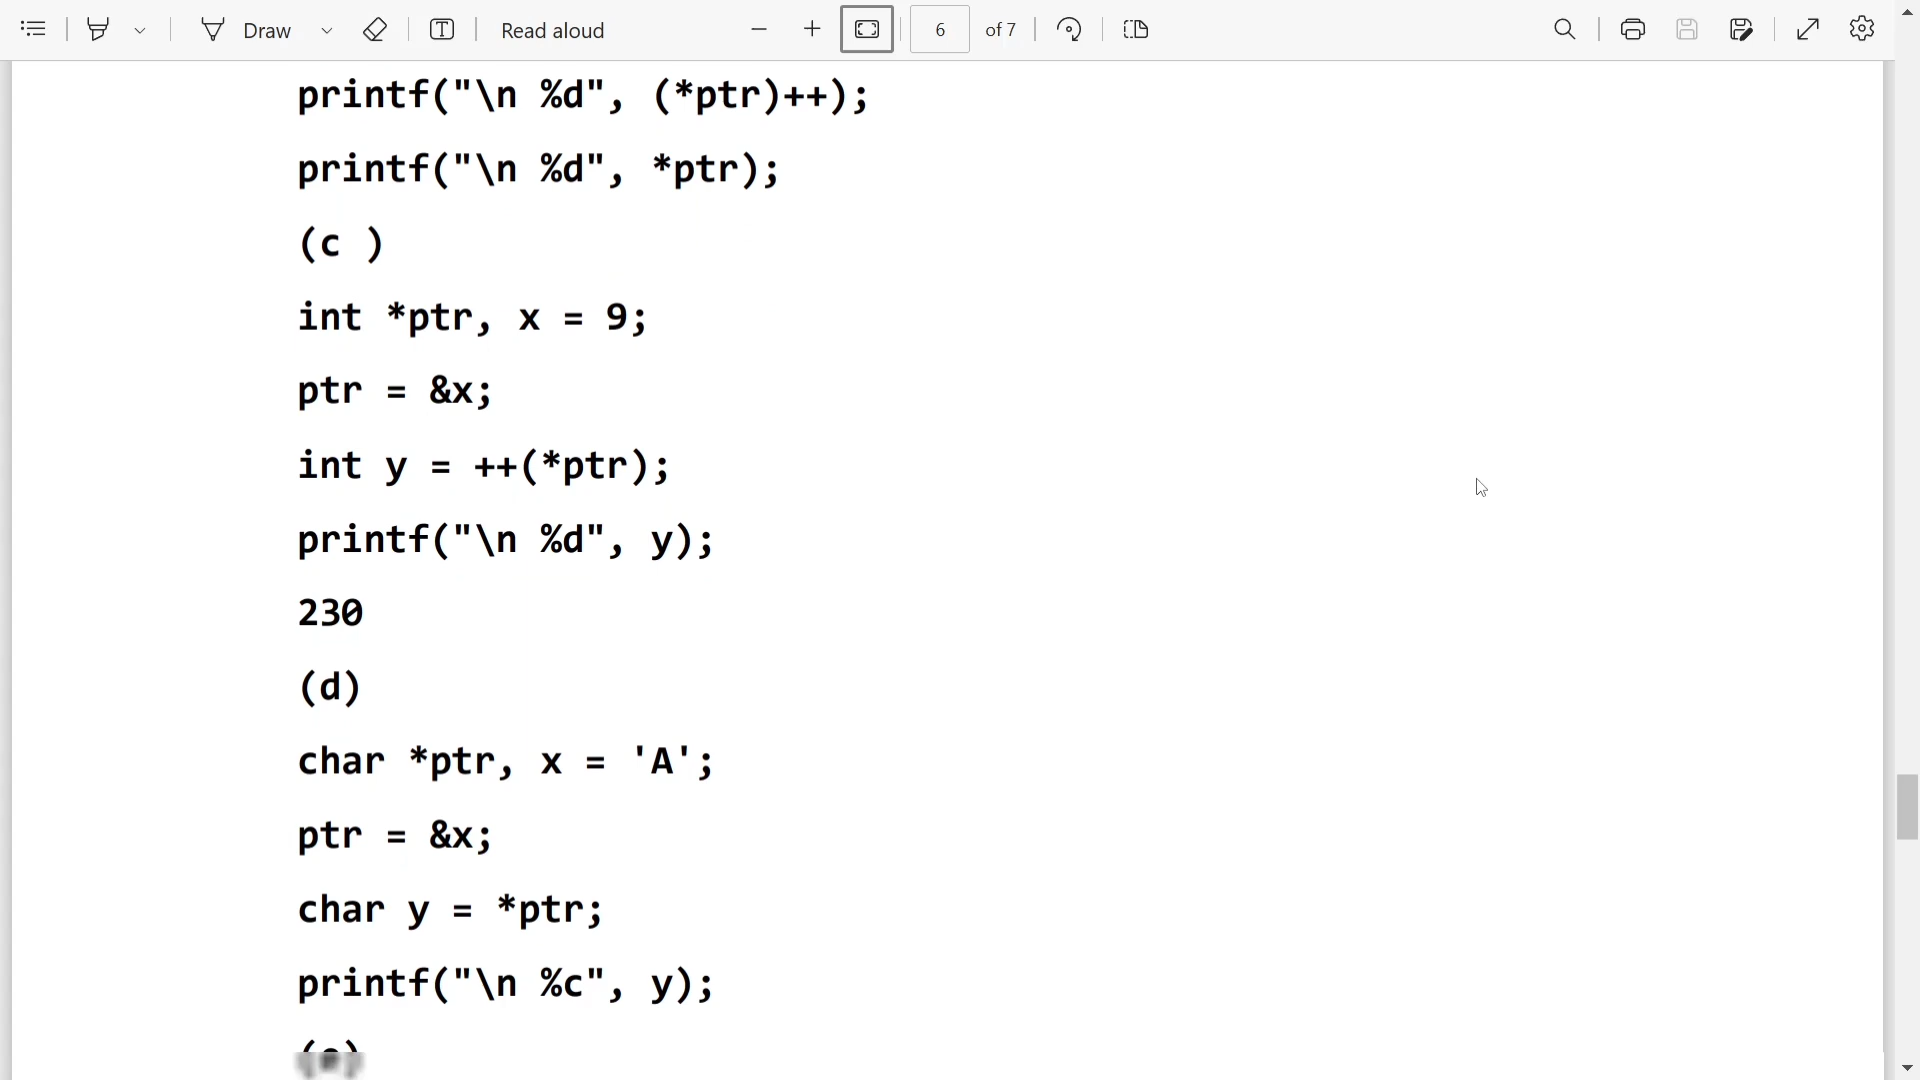 Draw
Read aloud
6 of 7
printf("\n %d", (*ptr)++);
printf("\n %d", *ptr);
(c )
int *ptr, x = 9;
ptr = &x;
int y = ++(*ptr);
printf("\n %d", y);
230
(d)
char *ptr, x = 'A';
ptr = &x;
char y = *ptr;
printf("\n %c", y);